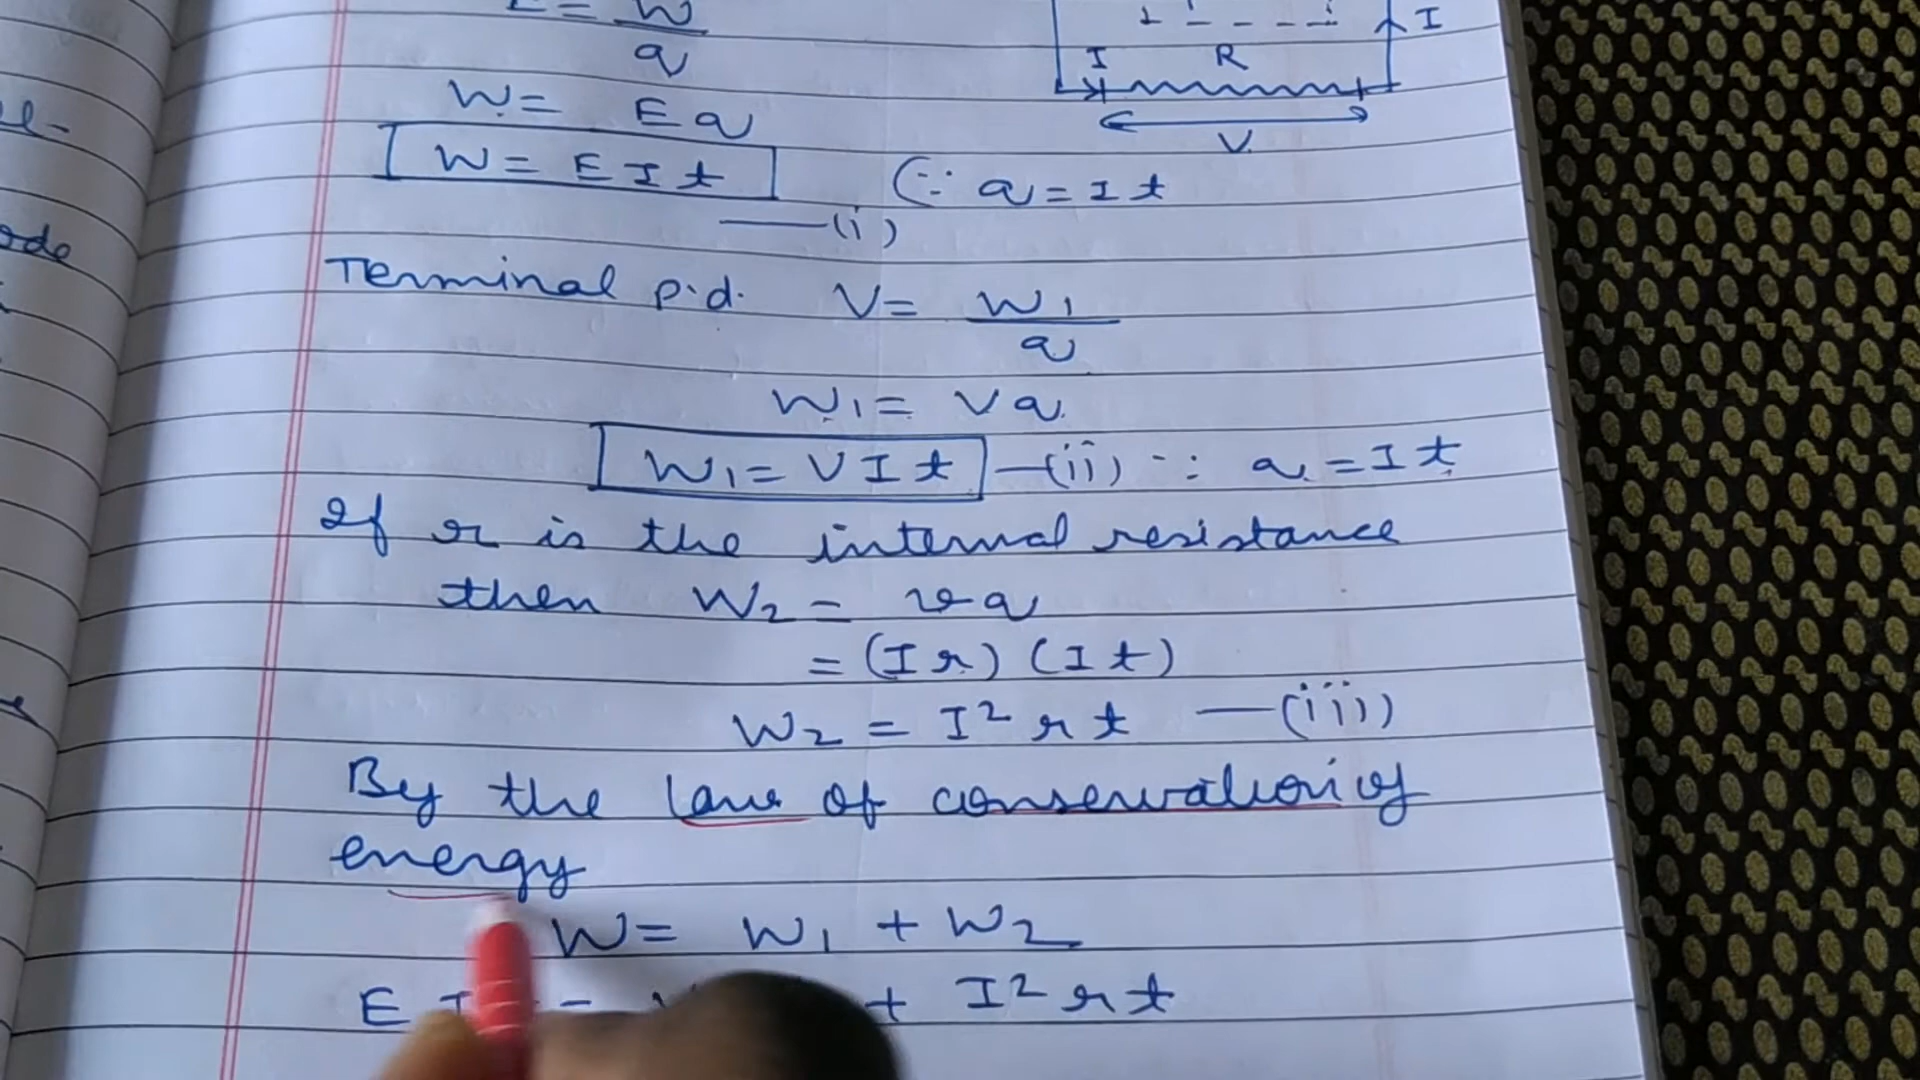 W
q
W = Eq
W = EIt (∵ q = It
—(i)
I
I R
V
Terminal p.d. V = W1
q
W1 = Vq
W1 = VIt —(ii) ∵ q = It
If r is the internal resistance
then W2 = vq
= (Ir) (It)
W2 = I²rt —(iii)
By the law of conservation of
energy
W = W1 + W2
E + I²rt